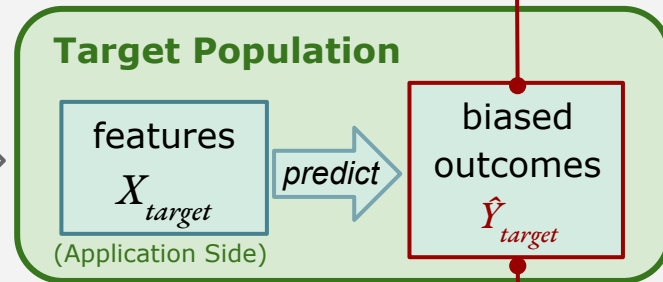 Target Population
features
X_target
(Application Side)
predict
biased
outcomes
Ŷ_target